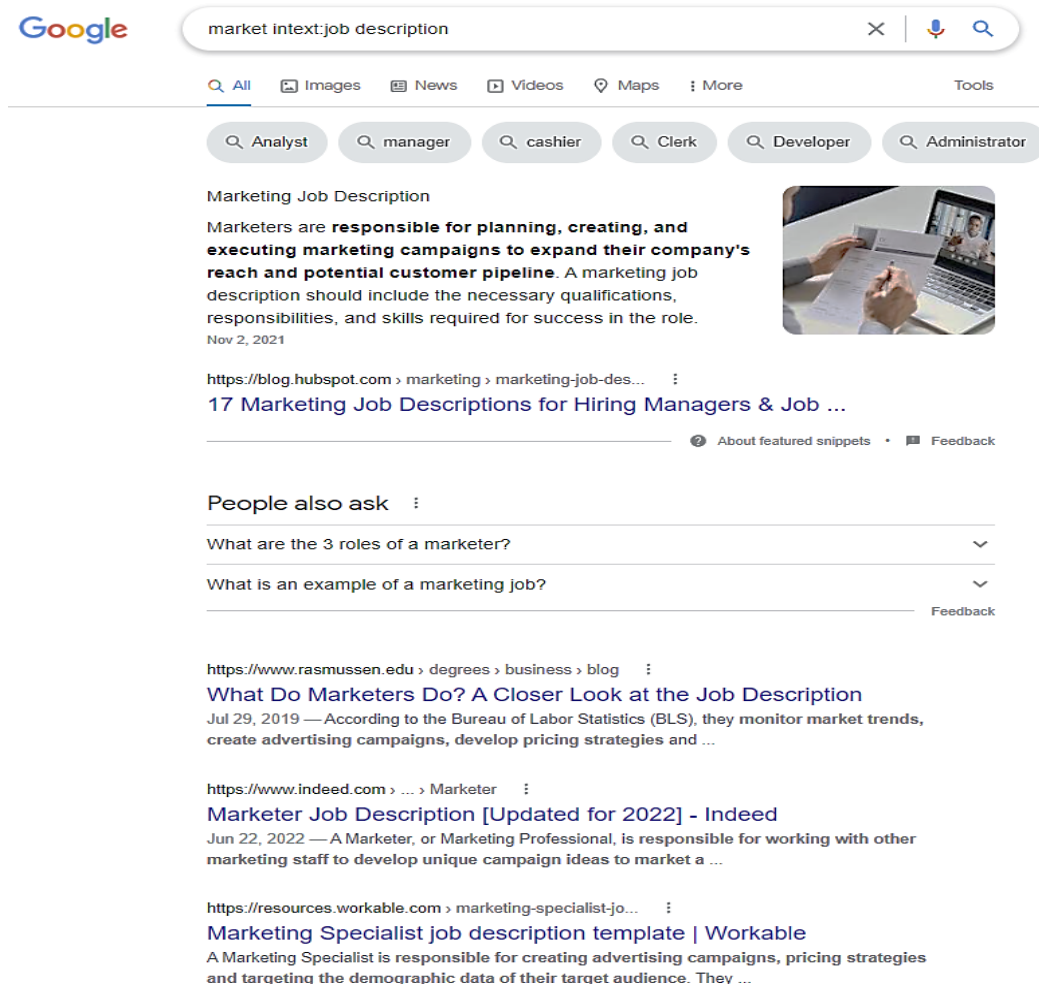 Google
market intext:job description
All Images News Videos Maps More Tools
Analyst manager cashier Clerk Developer Administrator
Marketing Job Description
Marketers are responsible for planning, creating, and
executing marketing campaigns to expand their company's
reach and potential customer pipeline. A marketing job
description should include the necessary qualifications,
responsibilities, and skills required for success in the role.
Nov 2, 2021
https://blog.hubspot.com › marketing › marketing-job-des...
17 Marketing Job Descriptions for Hiring Managers & Job ...
About featured snippets • Feedback
People also ask
What are the 3 roles of a marketer?
What is an example of a marketing job?
Feedback
https://www.rasmussen.edu › degrees › business › blog
What Do Marketers Do? A Closer Look at the Job Description
Jul 29, 2019 — According to the Bureau of Labor Statistics (BLS), they monitor market trends,
create advertising campaigns, develop pricing strategies and ...
https://www.indeed.com › ... › Marketer
Marketer Job Description [Updated for 2022] - Indeed
Jun 22, 2022 — A Marketer, or Marketing Professional, is responsible for working with other
marketing staff to develop unique campaign ideas to market a ...
https://resources.workable.com › marketing-specialist-jo...
Marketing Specialist job description template | Workable
A Marketing Specialist is responsible for creating advertising campaigns, pricing strategies
and targeting the demographic data of their target audience. They ...